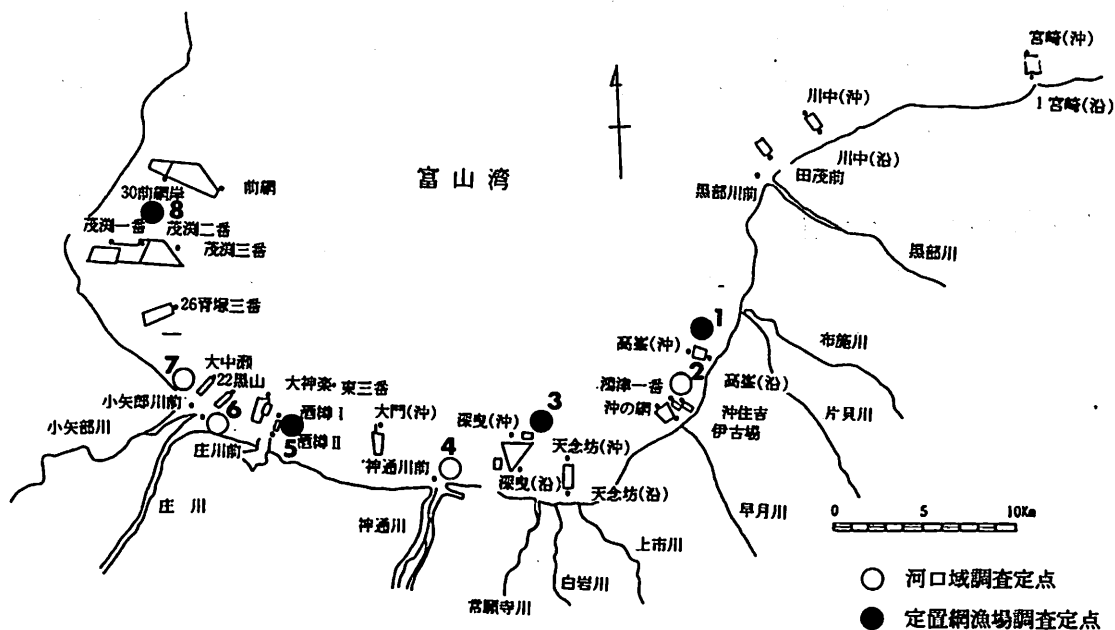 宮崎(沖)
1宮崎(沿)
川中(沖)
川中(沿)
田茂前
黒部川前
黒部川
富山湾
前網
30前網岸
8
茂渕一番
茂渕二番
茂渕三番
26脊塚三番
7
大中瀬
22黒山
小矢郎川前
小矢部川
6
庄川前
庄川
大神楽
東三番
酒樽I
酒樽II
5
大門(沖)
4
神通川前
神通川
3
深曳(沖)
深曳(沿)
天念坊(沖)
天念坊(沿)
常願寺川
白岩川
上市川
1
高峯(沖)
高峯(沿)
2
沖の網
沖住吉
伊古場
布施川
片貝川
早月川
0 5 10Km
河口域調査定点
定置網漁場調査定点